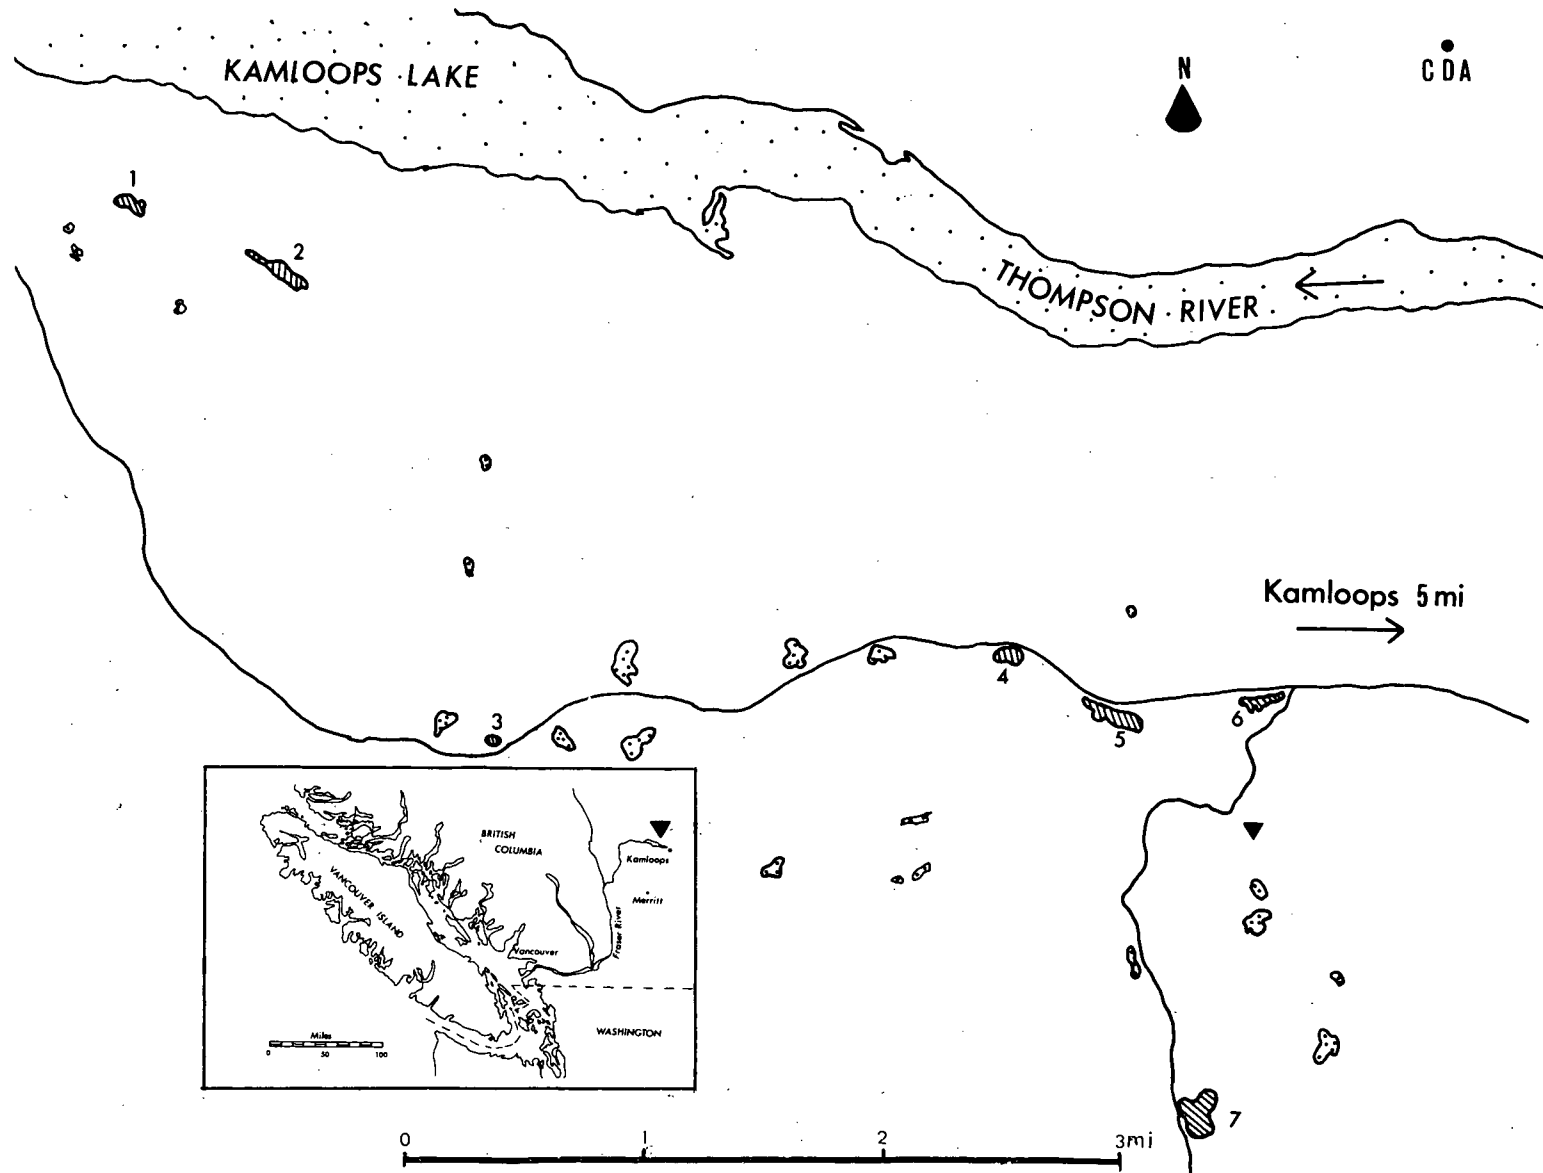 KAMLOOPS LAKE
N
CDA
1
2
THOMPSON RIVER
Kamloops 5 mi
3
4
5
6
BRITISH
COLUMBIA
Kamloops
VANCOUVER ISLAND
Merritt
Fraser River
Vancouver
WASHINGTON
Miles
0 50 100
7
0 1 2 3mi